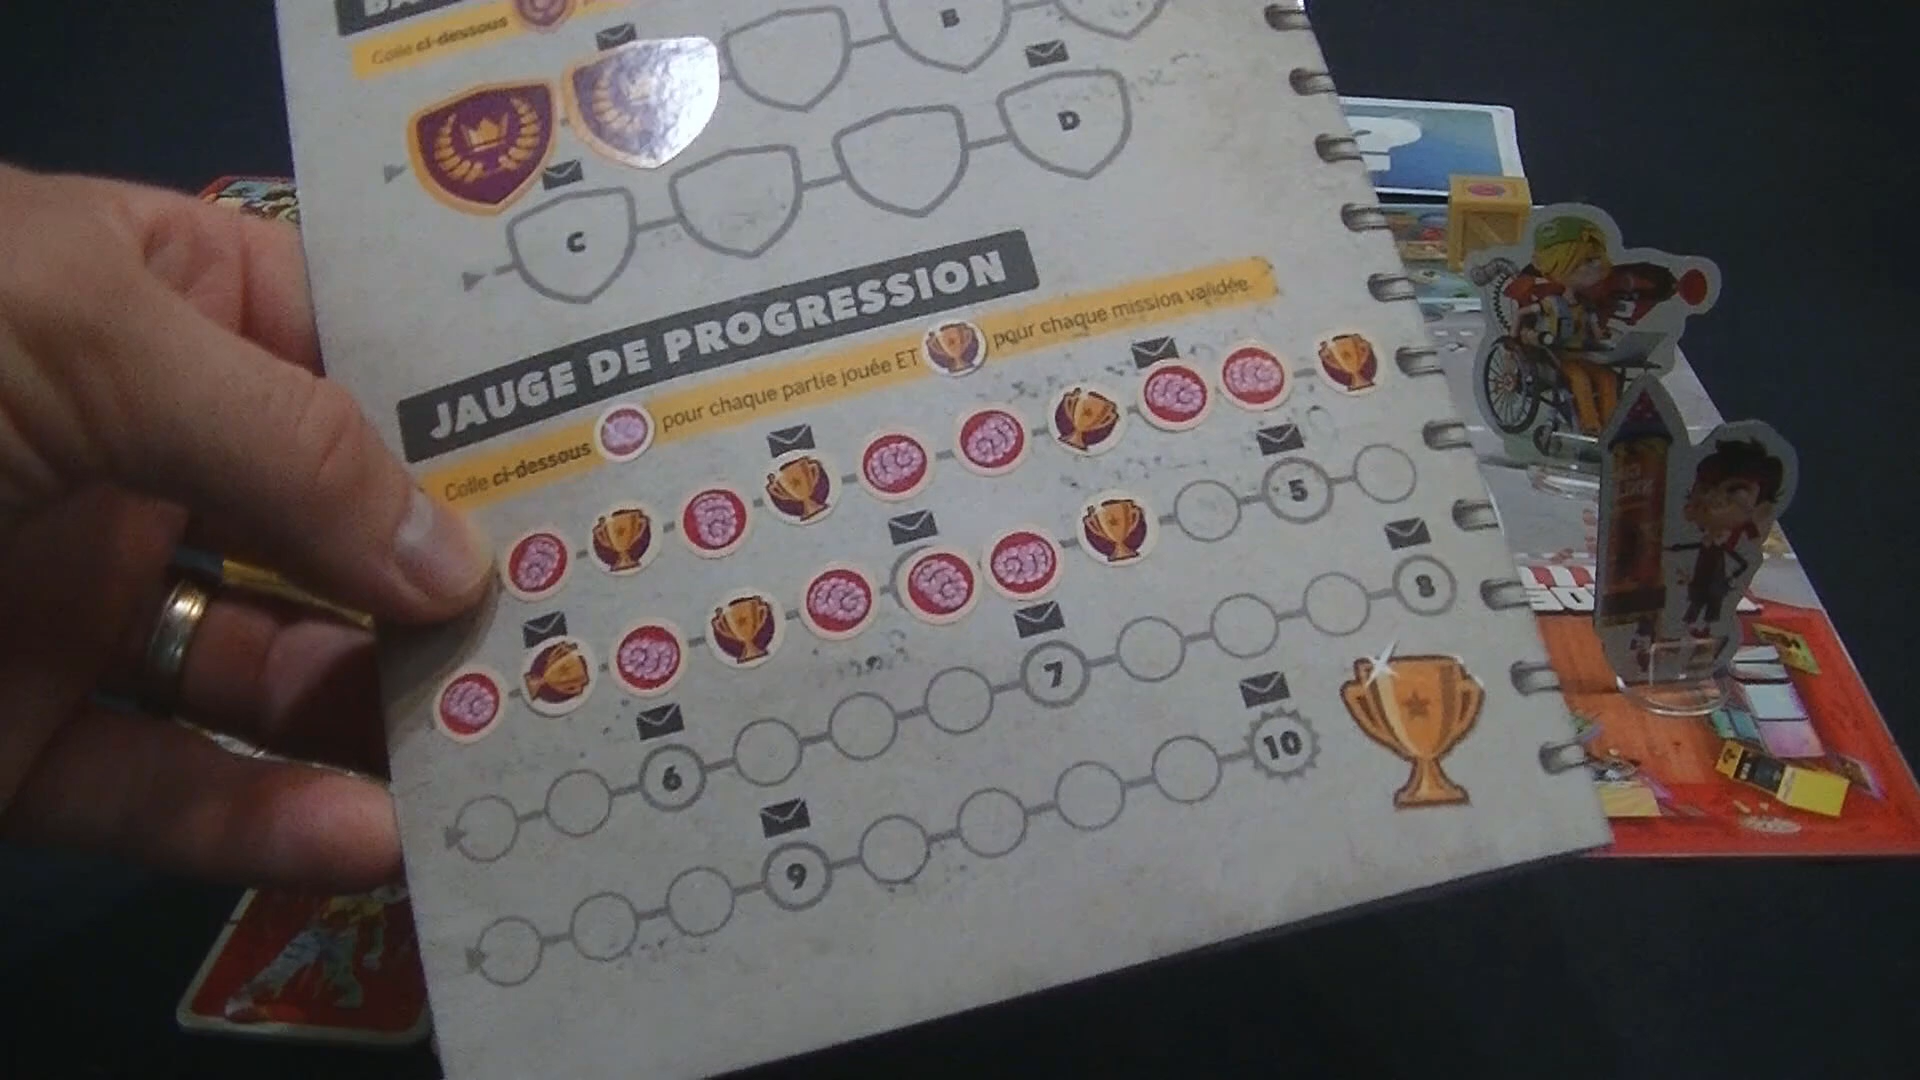 Colle ci-dessous
B
D
C
JAUGE DE PROGRESSION
Colle ci-dessous pour chaque partie jouée ET pour chaque mission validée.
5
8
7
6
10
9